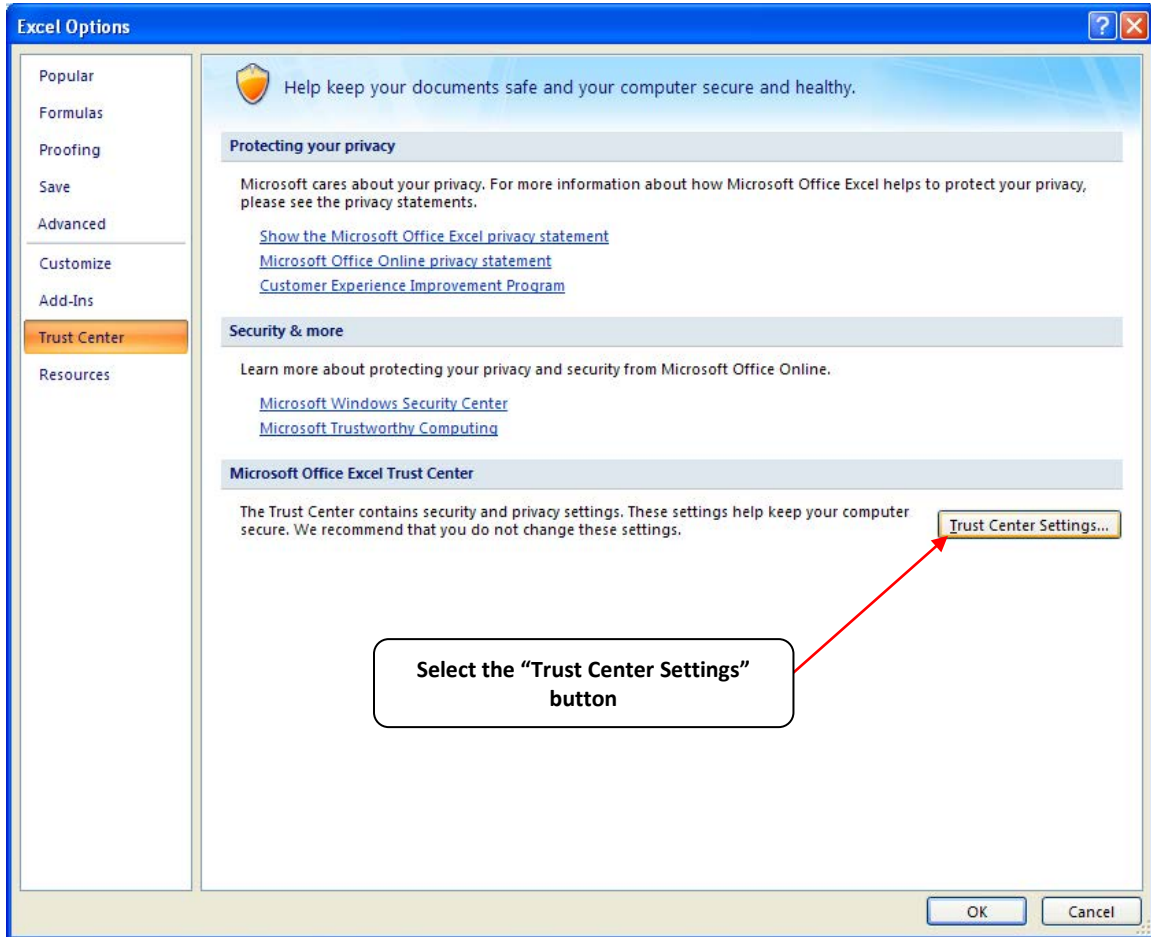 Excel Options
Popular
Formulas
Proofing
Save
Advanced
Customize
Add-Ins
Trust Center
Resources
Help keep your documents safe and your computer secure and healthy.
Protecting your privacy
Microsoft cares about your privacy. For more information about how Microsoft Office Excel helps to protect your privacy,
please see the privacy statements.
Show the Microsoft Office Excel privacy statement
Microsoft Office Online privacy statement
Customer Experience Improvement Program
Security & more
Learn more about protecting your privacy and security from Microsoft Office Online.
Microsoft Windows Security Center
Microsoft Trustworthy Computing
Microsoft Office Excel Trust Center
The Trust Center contains security and privacy settings. These settings help keep your computer
secure. We recommend that you do not change these settings.
Trust Center Settings...
Select the “Trust Center Settings”
button
OK
Cancel